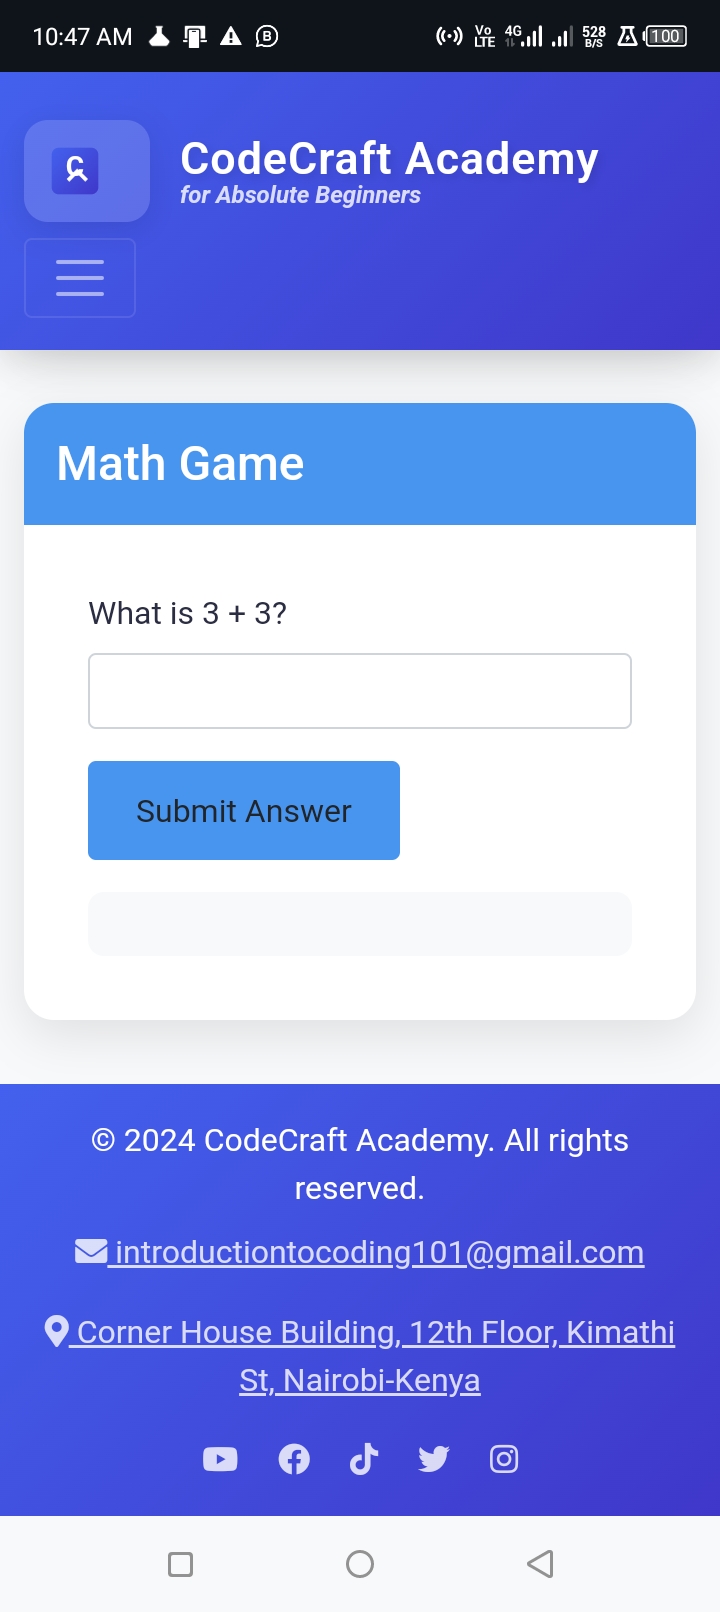 10:47 AM
B
Vo LTE 4G 528 B/S 100
C
CodeCraft Academy
for Absolute Beginners
Math Game
What is 3 + 3?
Submit Answer
© 2024 CodeCraft Academy. All rights
reserved.
introductiontocoding101@gmail.com
Corner House Building, 12th Floor, Kimathi
St, Nairobi-Kenya